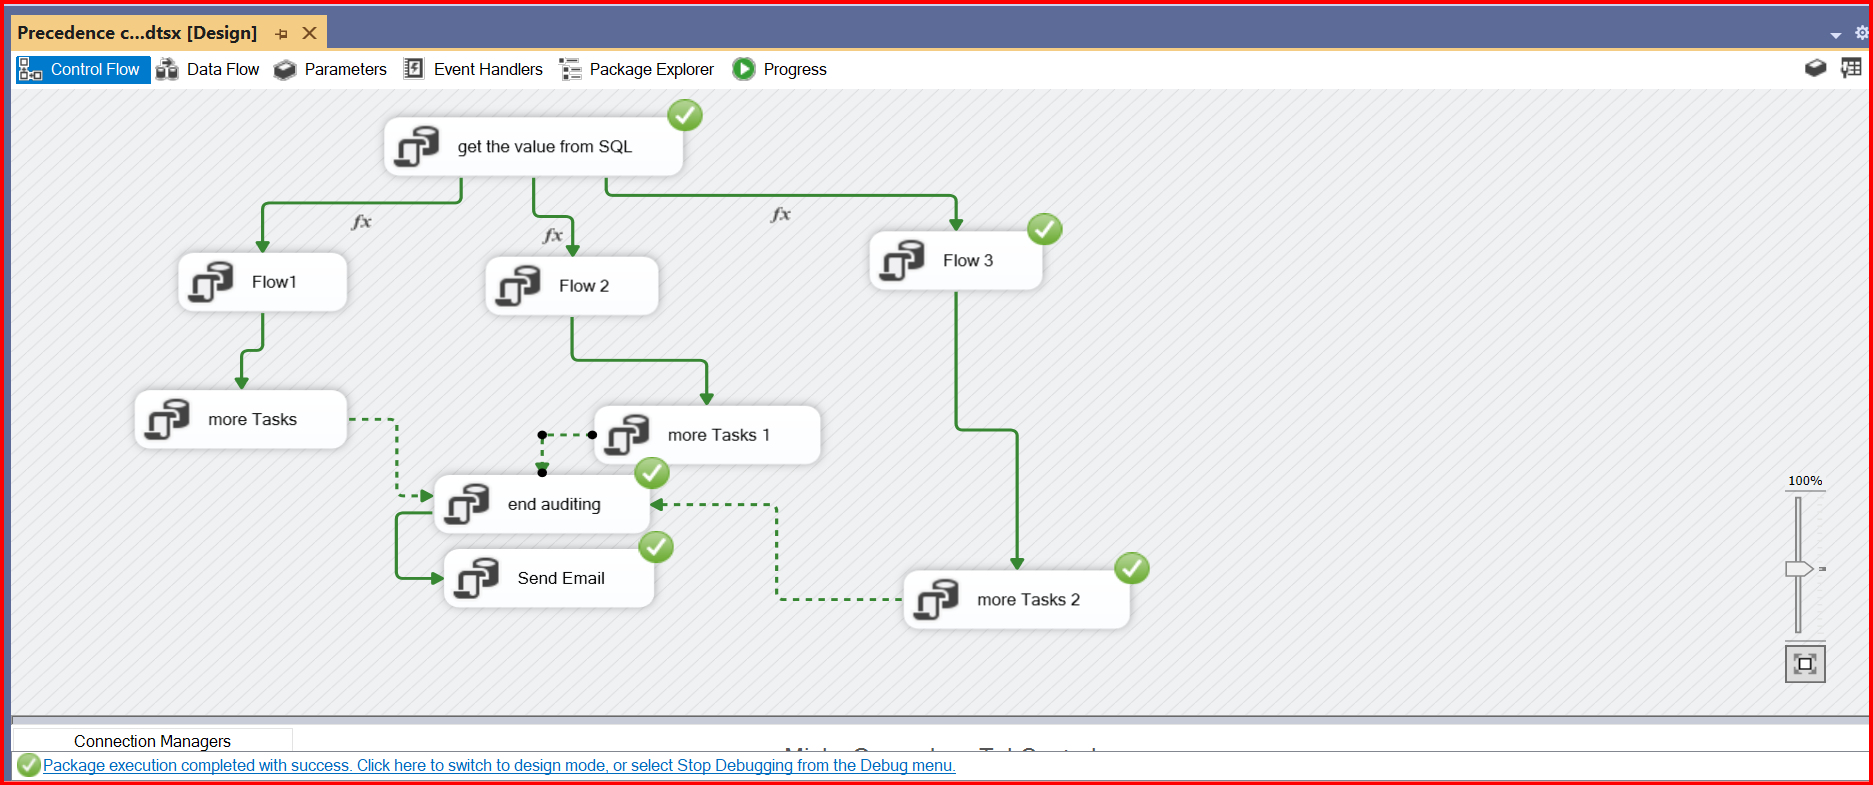 Precedence c...dtsx [Design]
Control Flow Data Flow Parameters Event Handlers Package Explorer Progress
get the value from SQL
fx
fx
fx
Flow1
Flow 2
Flow 3
more Tasks
more Tasks 1
end auditing
Send Email
more Tasks 2
100%
Connection Managers
Package execution completed with success. Click here to switch to design mode, or select Stop Debugging from the Debug menu.